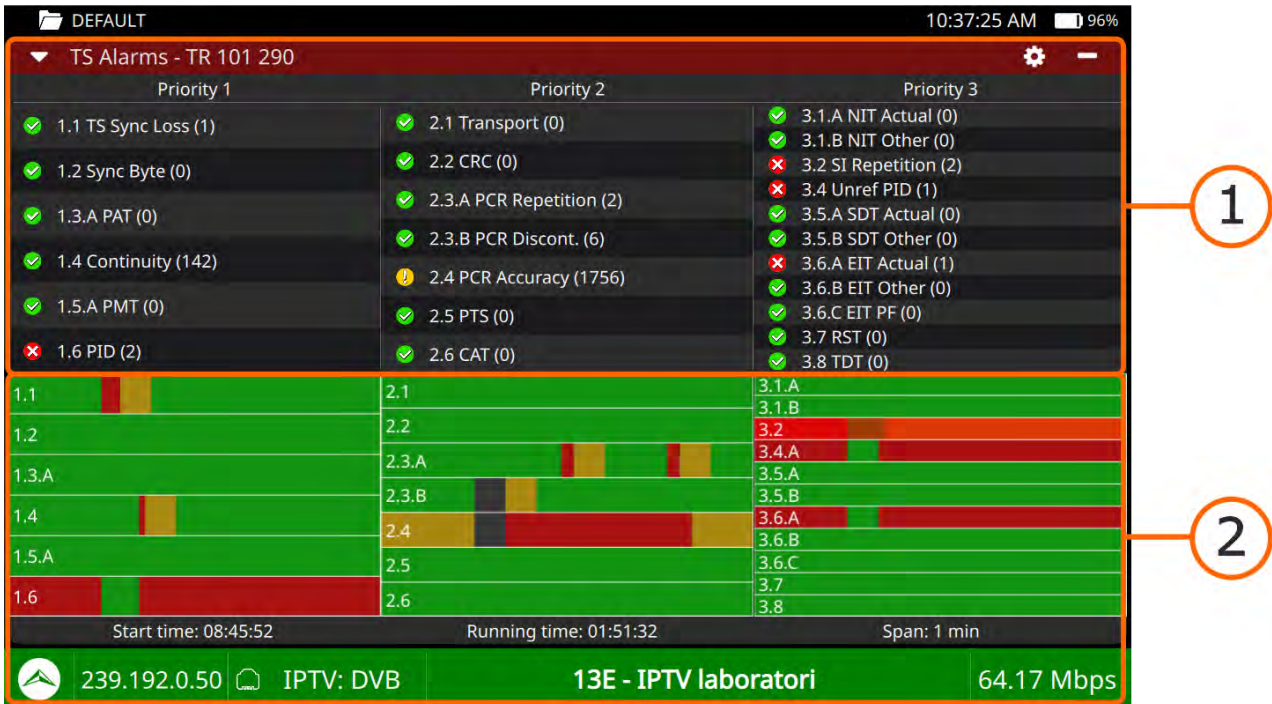 DEFAULT
10:37:25 AM
96%
TS Alarms - TR 101 290
Priority 1
Priority 2
Priority 3
1.1 TS Sync Loss (1)
1.2 Sync Byte (0)
1.3.A PAT (0)
1.4 Continuity (142)
1.5.A PMT (0)
1.6 PID (2)
2.1 Transport (0)
2.2 CRC (0)
2.3.A PCR Repetition (2)
2.3.B PCR Discont. (6)
2.4 PCR Accuracy (1756)
2.5 PTS (0)
2.6 CAT (0)
3.1.A NIT Actual (0)
3.1.B NIT Other (0)
3.2 SI Repetition (2)
3.4 Unref PID (1)
3.5.A SDT Actual (0)
3.5.B SDT Other (0)
3.6.A EIT Actual (1)
3.6.B EIT Other (0)
3.6.C EIT PF (0)
3.7 RST (0)
3.8 TDT (0)
1
1.1
1.2
1.3.A
1.4
1.5.A
1.6
2.1
2.2
2.3.A
2.3.B
2.4
2.5
2.6
3.1.A
3.1.B
3.2
3.4.A
3.5.A
3.5.B
3.6.A
3.6.B
3.6.C
3.7
3.8
2
Start time: 08:45:52
Running time: 01:51:32
Span: 1 min
239.192.0.50
IPTV: DVB
13E - IPTV laboratori
64.17 Mbps